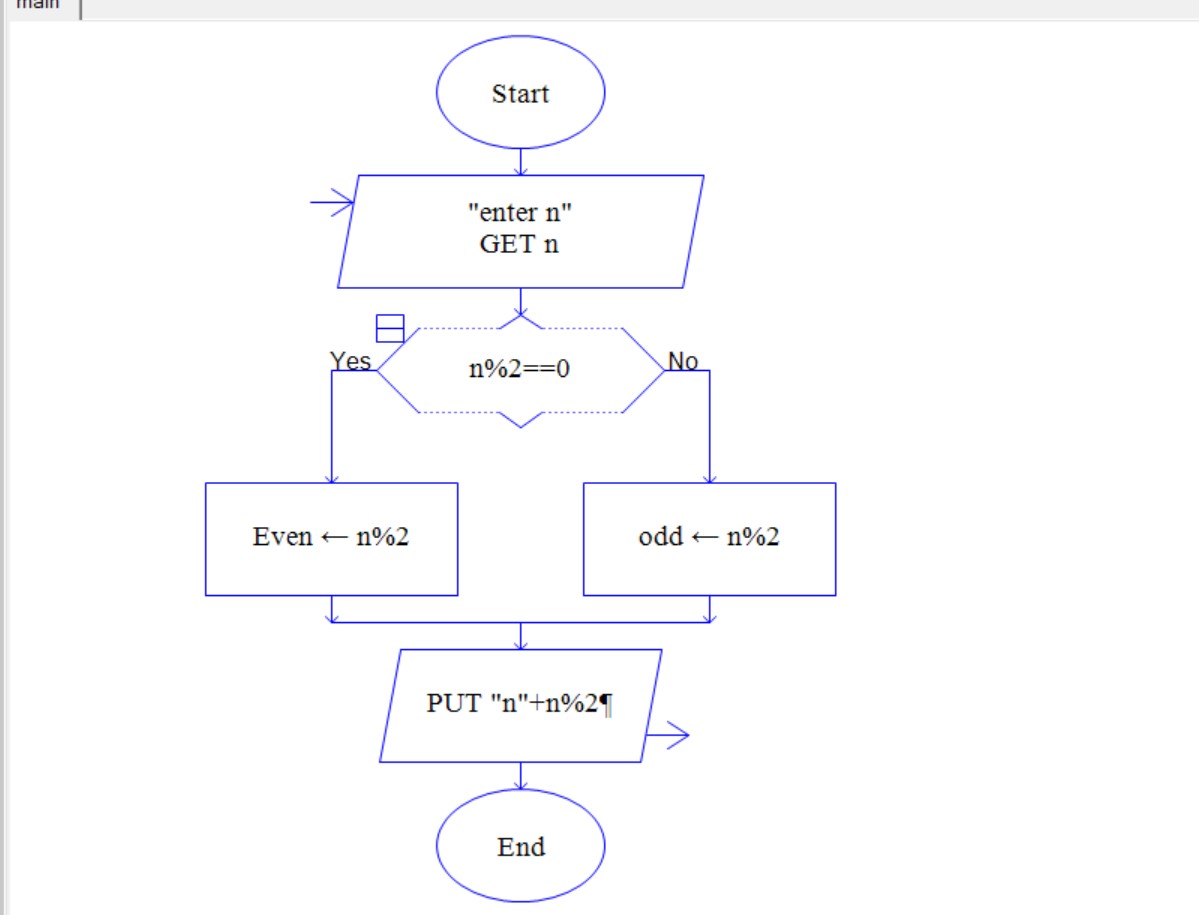 main
Start
"enter n"
GET n
Yes
n%2==0
No
Even ← n%2
odd ← n%2
PUT "n"+n%2¶
End